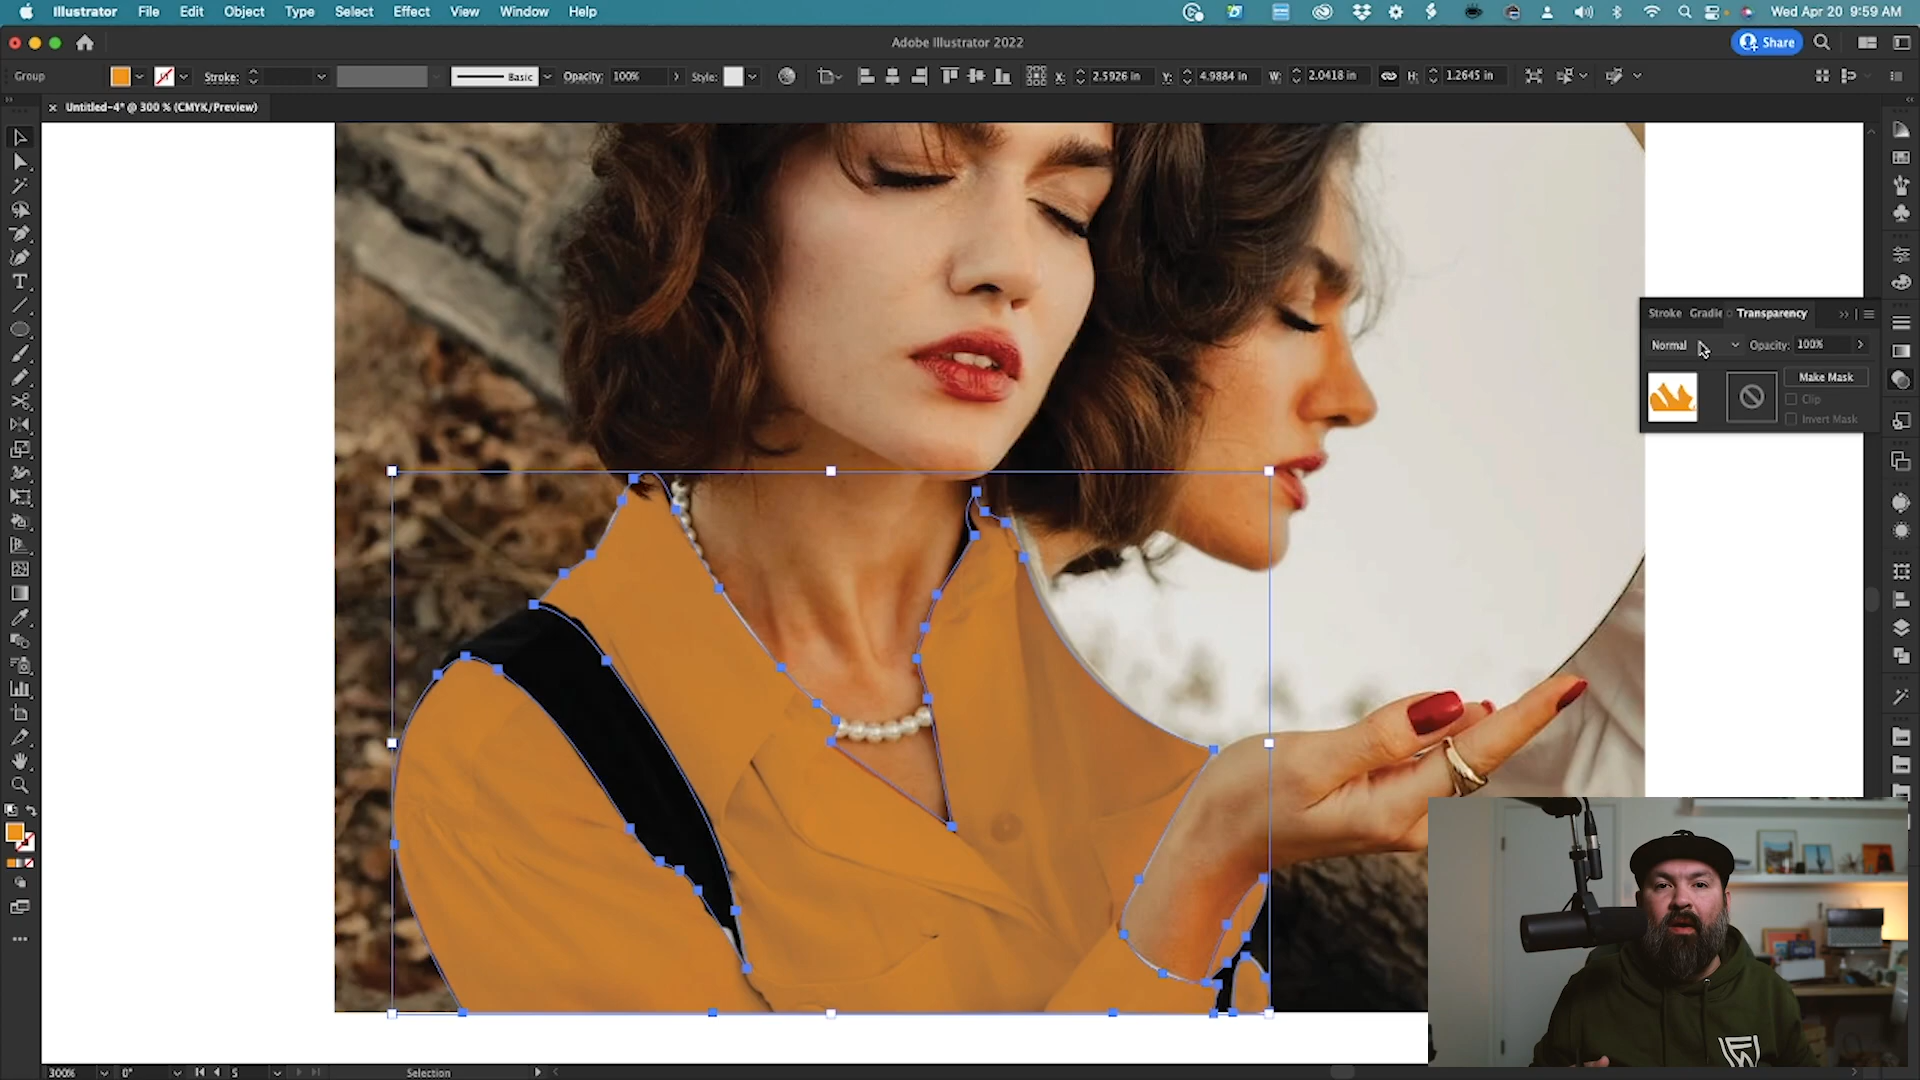 Illustrator File Edit Object Type Select Effect View Window Help
Wed Apr 20 9:59 AM
Adobe Illustrator 2022
Share
Group
Stroke:
Basic
Opacity: 100%
Style:
X: 2.5926 in
Y: 4.9884 in
W: 2.0418 in
H: 1.2645 in
× Untitled-4* @ 300 % (CMYK/Preview)
Stroke Gradie Transparency
Normal
Opacity: 100%
Make Mask
Clip
Invert Mask
300%
0°
5
Selection